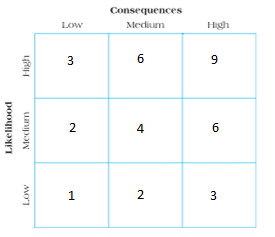 Consequences
Low Medium High
Likelihood
High 3 6 9
Medium 2 4 6
Low 1 2 3